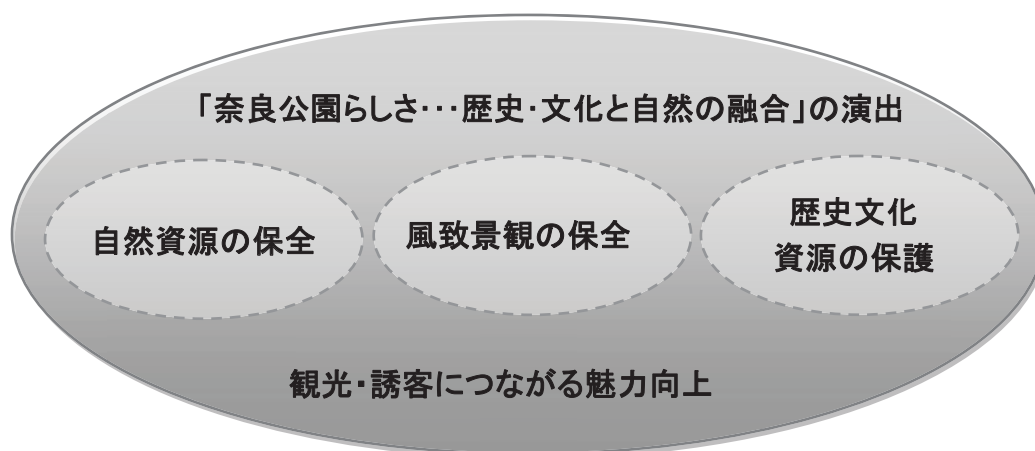 「奈良公園らしさ･･･歴史･文化と自然の融合」の演出
自然資源の保全
風致景観の保全
歴史文化
資源の保護
観光･誘客につながる魅力向上